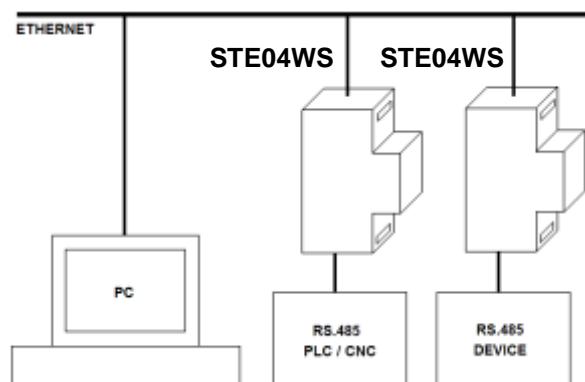 ETHERNET
STE04WS STE04WS
PC
RS.485
PLC / CNC
RS.485
DEVICE